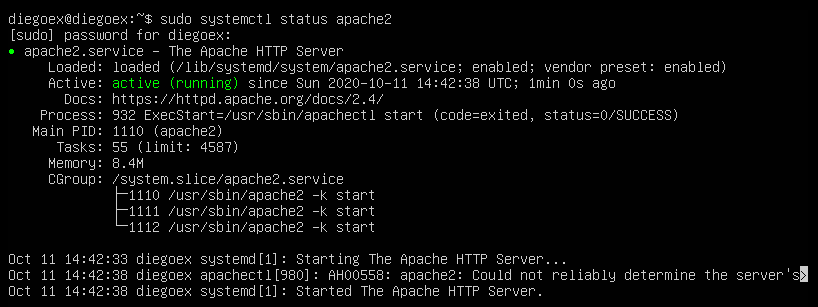 diegoex@diegoex:~$ sudo systemctl status apache2
[sudo] password for diegoex:
● apache2.service – The Apache HTTP Server
     Loaded: loaded (/lib/systemd/system/apache2.service; enabled; vendor preset: enabled)
     Active: active (running) since Sun 2020-10-11 14:42:38 UTC; 1min 0s ago
       Docs: https://httpd.apache.org/docs/2.4/
    Process: 932 ExecStart=/usr/sbin/apachectl start (code=exited, status=0/SUCCESS)
   Main PID: 1110 (apache2)
      Tasks: 55 (limit: 4587)
     Memory: 8.4M
     CGroup: /system.slice/apache2.service
             ├─1110 /usr/sbin/apache2 -k start
             ├─1111 /usr/sbin/apache2 -k start
             └─1112 /usr/sbin/apache2 -k start

Oct 11 14:42:33 diegoex systemd[1]: Starting The Apache HTTP Server...
Oct 11 14:42:38 diegoex apachectl[980]: AH00558: apache2: Could not reliably determine the server's>
Oct 11 14:42:38 diegoex systemd[1]: Started The Apache HTTP Server.